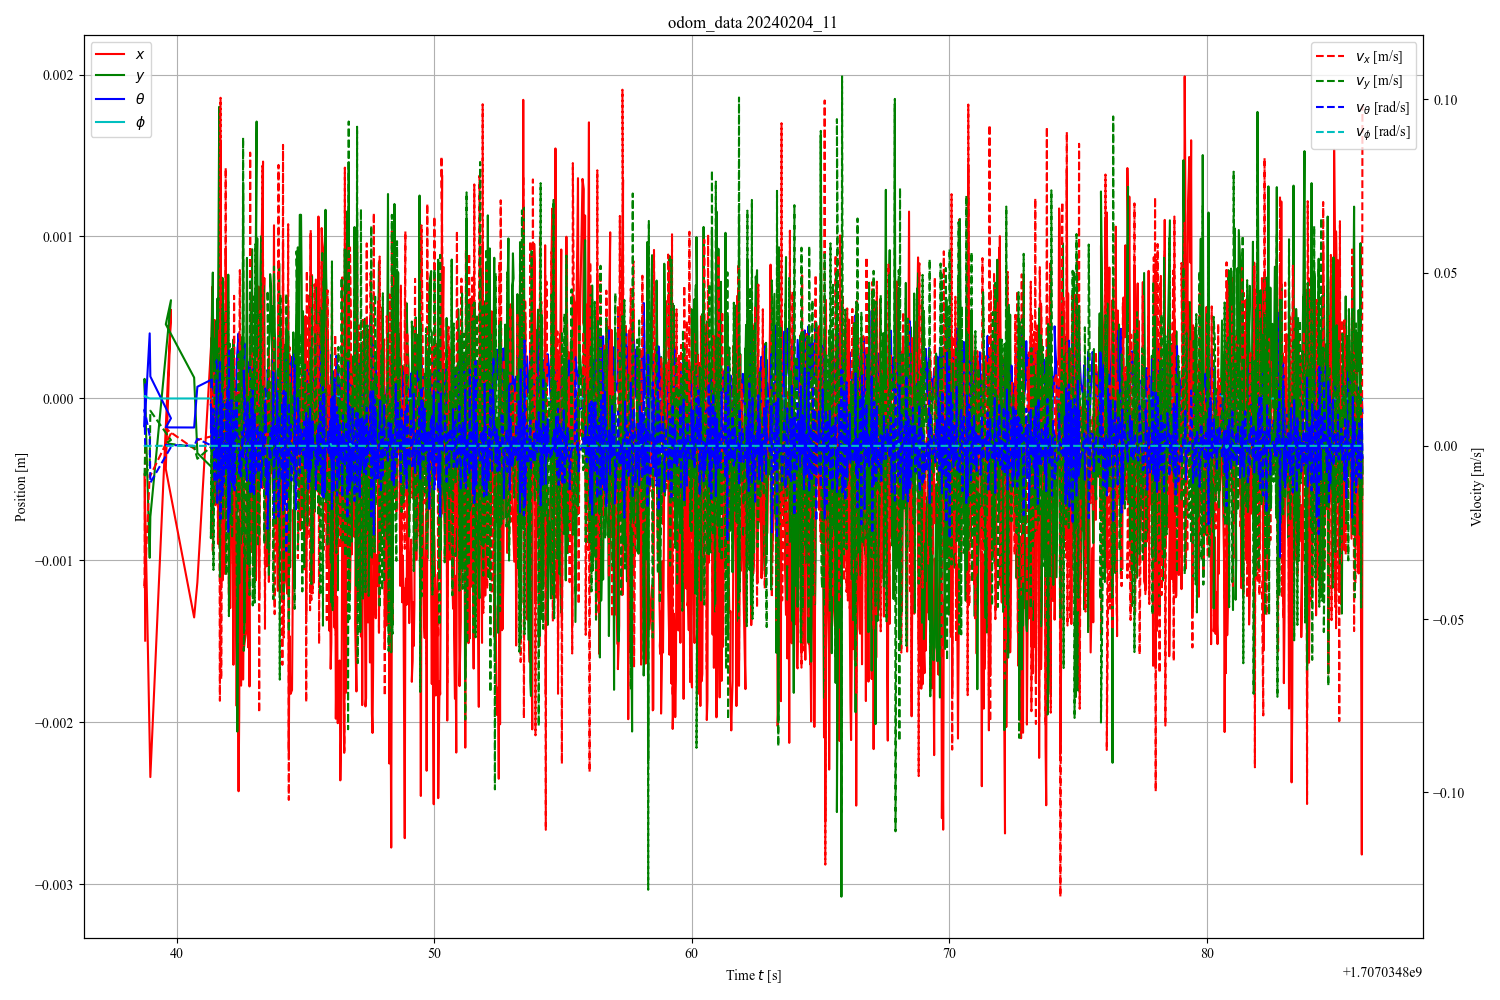 odom_data 20240204_11
x
y
θ
ϕ
v_x [m/s]
v_y [m/s]
v_θ [rad/s]
v_ϕ [rad/s]
0.002
0.001
0.000
−0.001
−0.002
−0.003
Position [m]
0.10
0.05
0.00
−0.05
−0.10
Velocity [m/s]
40
50
60
70
80
Time t [s]
+1.7070348e9